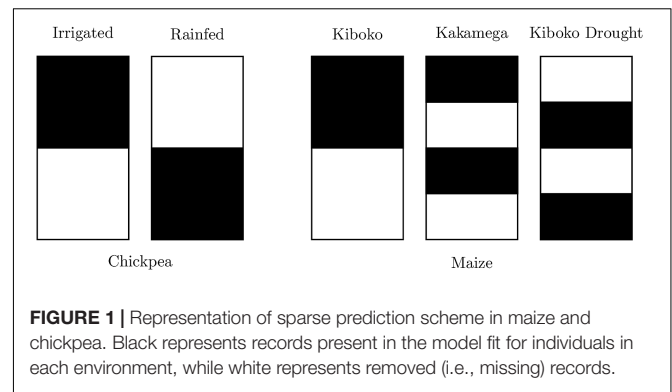 Irrigated Rainfed Kiboko Kakamega Kiboko Drought
Chickpea Maize
FIGURE 1 | Representation of sparse prediction scheme in maize and
chickpea. Black represents records present in the model fit for individuals in
each environment, while white represents removed (i.e., missing) records.